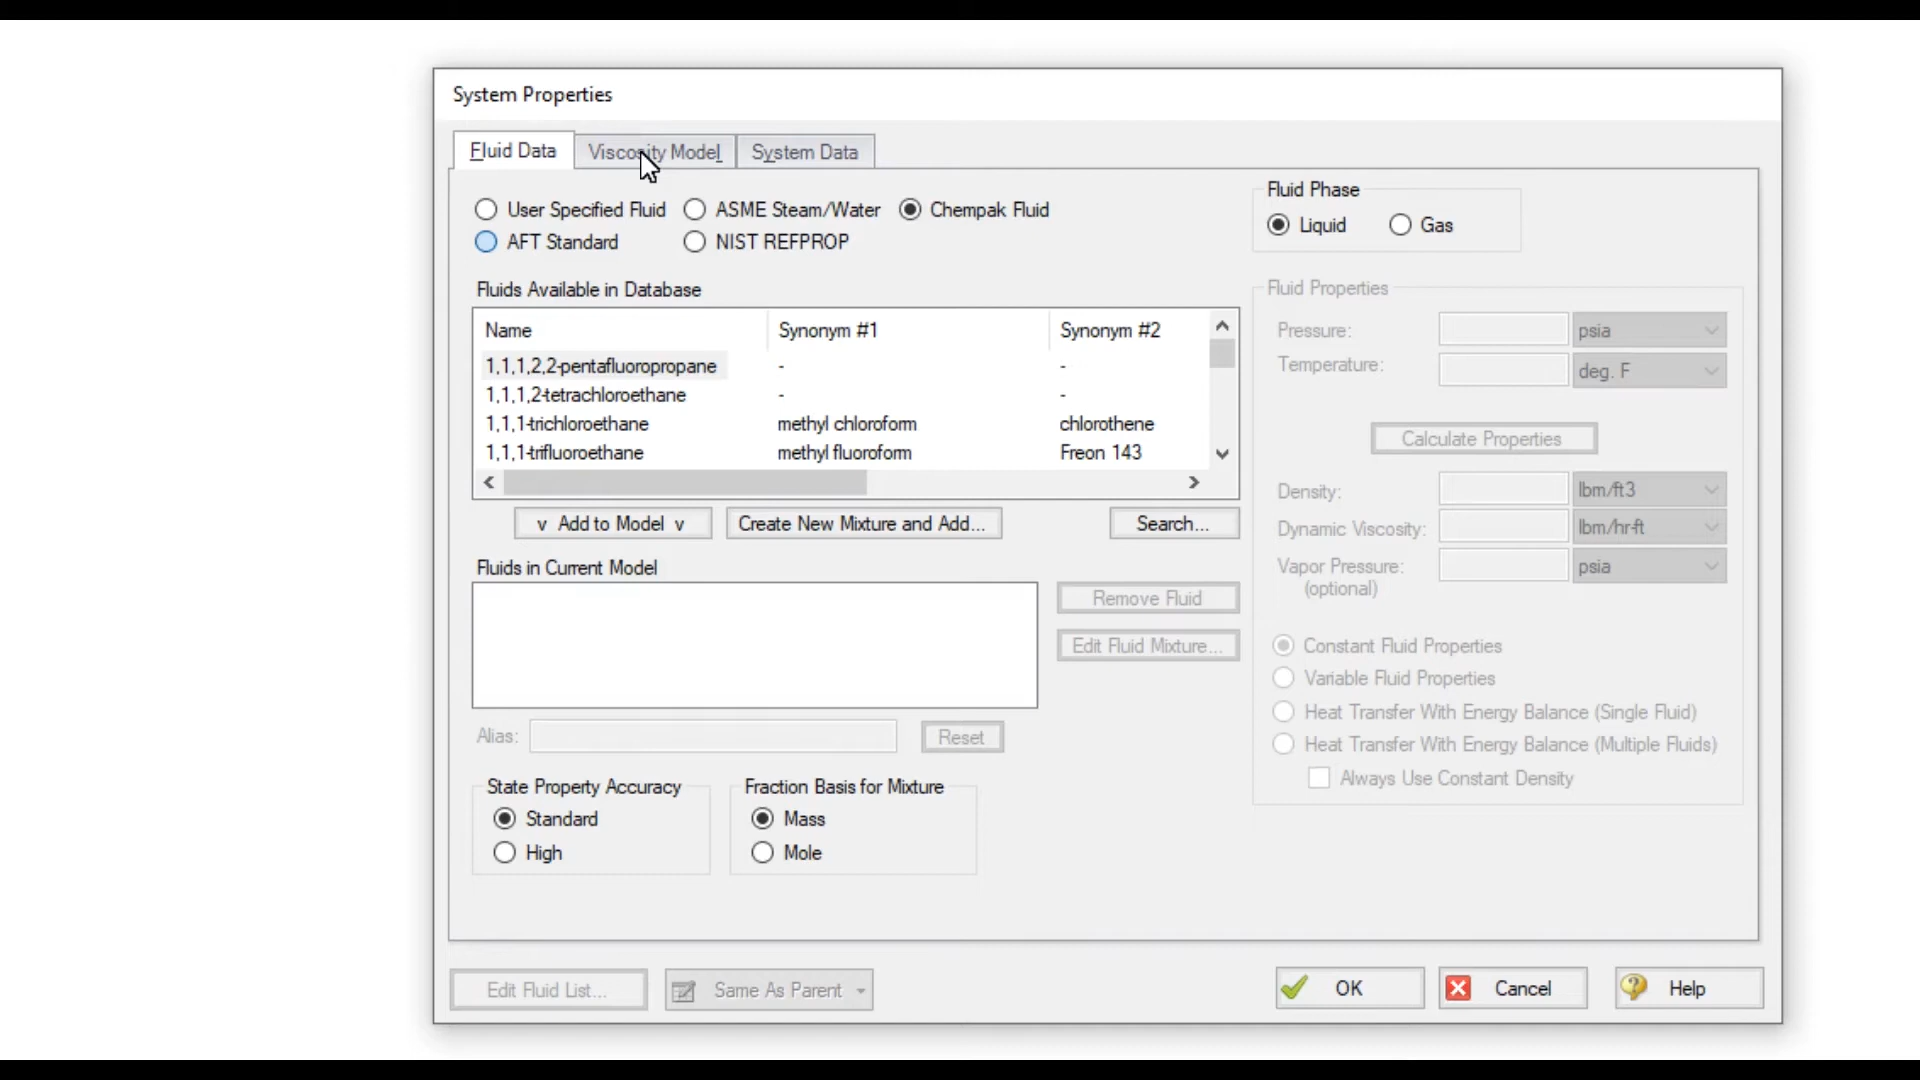 System Properties
Fluid Data
Viscosity Model
System Data
User Specified Fluid
ASME Steam/Water
Chempak Fluid
AFT Standard
NIST REFPROP
Fluid Phase
Liquid
Gas
Fluids Available in Database
Name Synonym #1 Synonym #2
1,1,1,2,2-pentafluoropropane - -
1,1,1,2-tetrachloroethane - -
1,1,1-trichloroethane methyl chloroform chlorothene
1,1,1-trifluoroethane methyl fluoroform Freon 143
v Add to Model v
Create New Mixture and Add...
Search...
Fluids in Current Model
Remove Fluid
Edit Fluid Mixture...
Alias:
Reset
State Property Accuracy
Standard
High
Fraction Basis for Mixture
Mass
Mole
Fluid Properties
Pressure: psia
Temperature: deg. F
Calculate Properties
Density: lbm/ft3
Dynamic Viscosity: lbm/hr-ft
Vapor Pressure: psia
(optional)
Constant Fluid Properties
Variable Fluid Properties
Heat Transfer With Energy Balance (Single Fluid)
Heat Transfer With Energy Balance (Multiple Fluids)
Always Use Constant Density
Edit Fluid List...
Same As Parent
OK
Cancel
Help